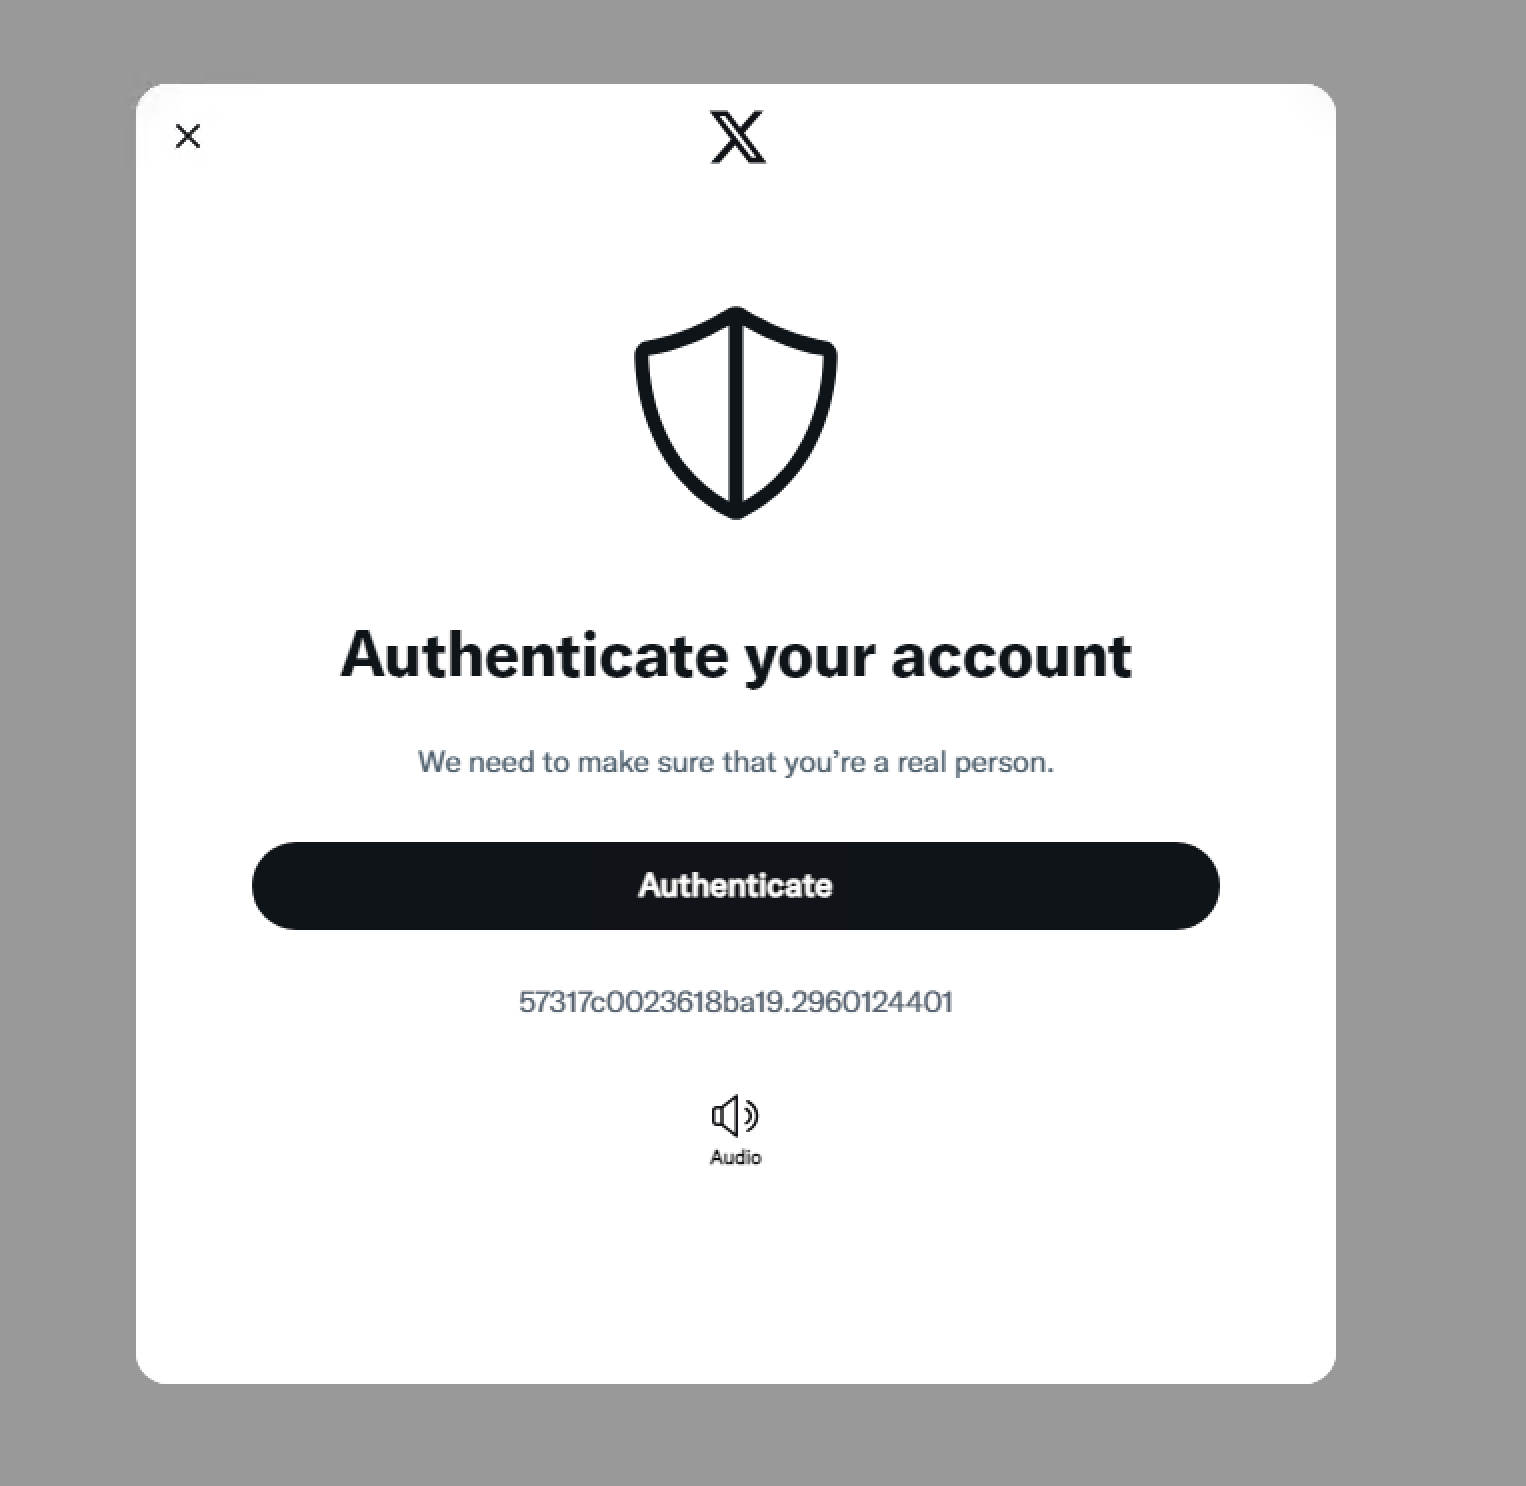 Authenticate your account
We need to make sure that you’re a real person.
Authenticate
57317c0023618ba19.2960124401
Audio